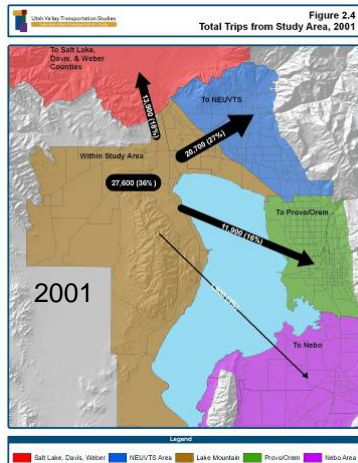 Utah Valley Transportation Studies
Figure 2.4
Total Trips from Study Area, 2001
To Salt Lake,
Davis, & Weber
Counties
13,900 (18%)
To NEUVTS
20,700 (27%)
Within Study Area
27,600 (36%)
To Provo/Orem
11,900 (16%)
2001
To Nebo
Legend
Salt Lake, Davis, Weber
NEUVTS Area
Lake Mountain
Provo/Orem
Nebo Area